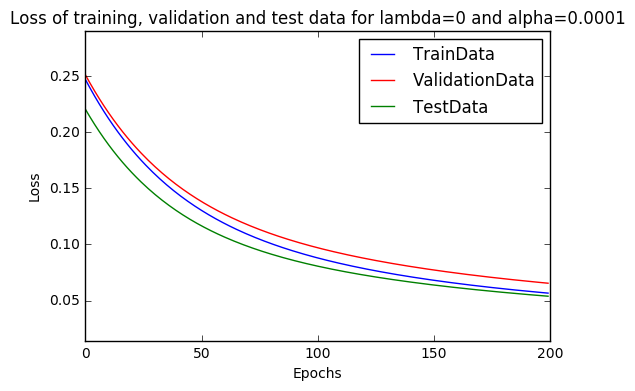 Loss of training, validation and test data for lambda=0 and alpha=0.0001
TrainData
ValidationData
TestData
0.25
0.20
0.15
0.10
0.05
Loss
0 50 100 150 200
Epochs